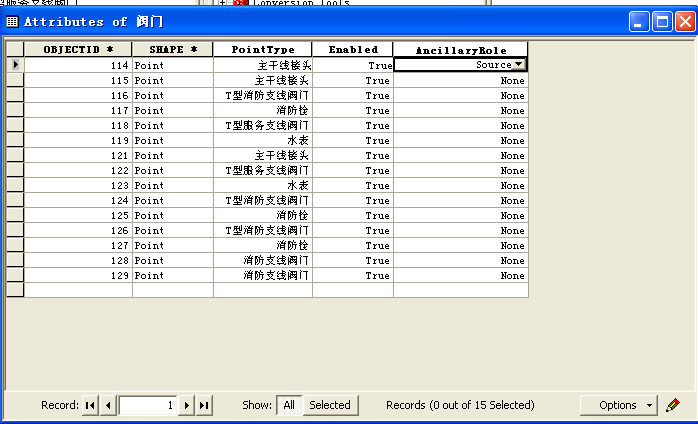 Conversion Tools
Attributes of 阀门
OBJECTID * SHAPE * PointType Enabled AncillaryRole
114 Point 主干线接头 True Source
115 Point 主干线接头 True None
116 Point T型消防支线阀门 True None
117 Point 消防栓 True None
118 Point T型服务支线阀门 True None
119 Point 水表 True None
121 Point 主干线接头 True None
122 Point T型服务支线阀门 True None
123 Point 水表 True None
124 Point T型消防支线阀门 True None
125 Point 消防栓 True None
126 Point T型消防支线阀门 True None
127 Point 消防栓 True None
128 Point 消防支线阀门 True None
129 Point 消防支线阀门 True None
Record: 1 Show: All Selected Records (0 out of 15 Selected) Options